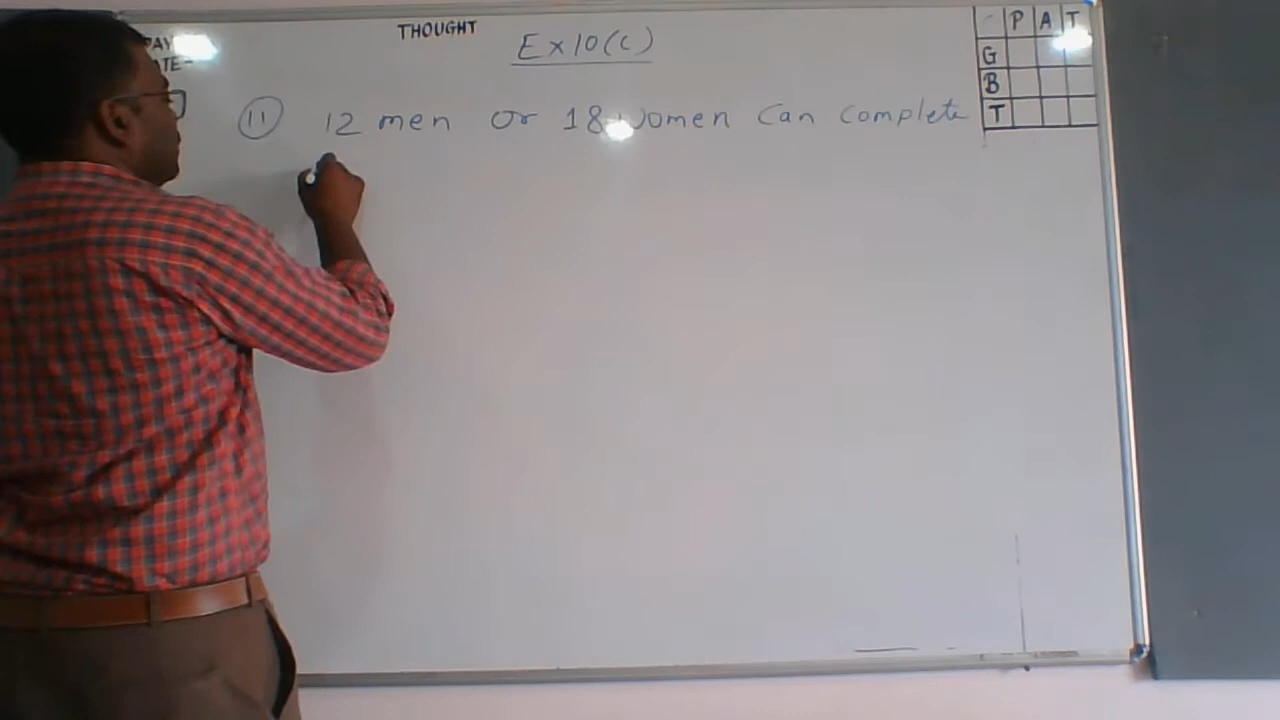 THOUGHT
Ex 10(C)
P A T
G
B
T
11 12 men or 18 women can complete